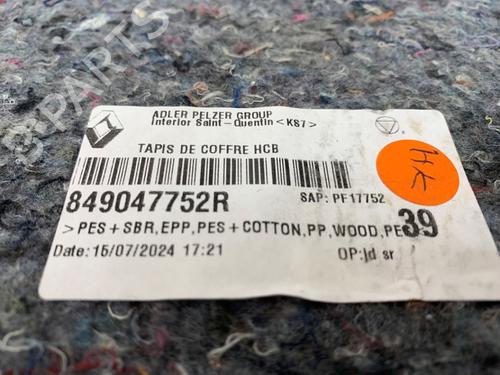 ADLER PELZER GROUP
Interior Saint-Quentin <K87>
TAPIS DE COFFRE HCB
849047752R
SAP: PF17752
39
>PES+SBR,EPP,PES+COTTON,PP,WOOD,PE
Date: 15/07/2024 17:21
OP:jd sr